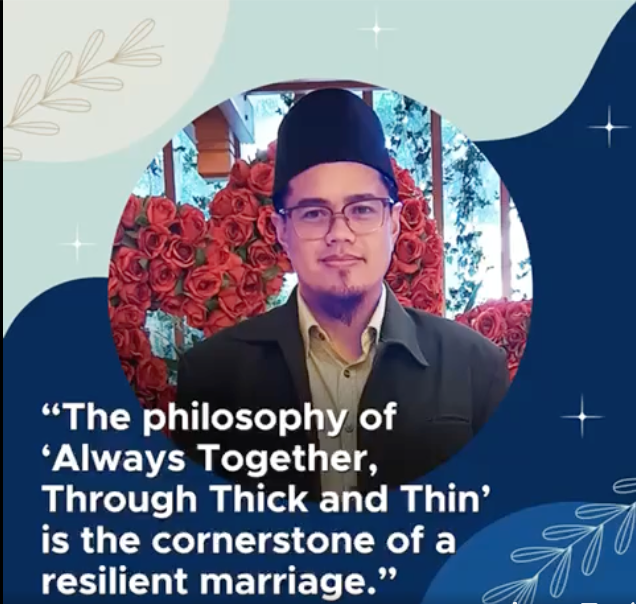 “The philosophy of
‘Always Together,
Through Thick and Thin’
is the cornerstone of a
resilient marriage.”